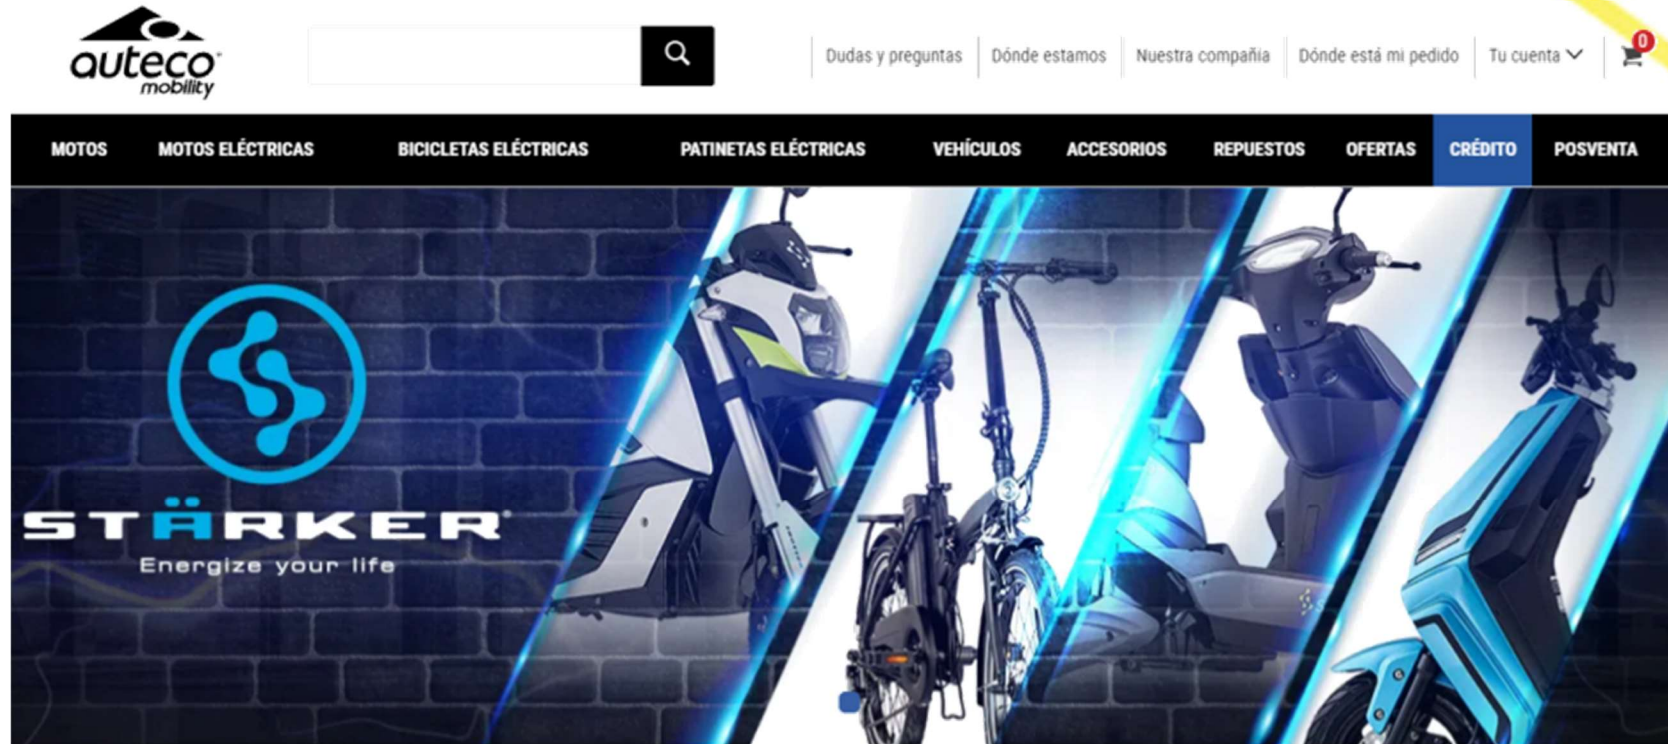 auteco
mobility
Dudas y preguntas
Dónde estamos
Nuestra compañia
Dónde está mi pedido
Tu cuenta
0
MOTOS
MOTOS ELÉCTRICAS
BICICLETAS ELÉCTRICAS
PATINETAS ELÉCTRICAS
VEHÍCULOS
ACCESORIOS
REPUESTOS
OFERTAS
CRÉDITO
POSVENTA
STÄRKER
Energize your life